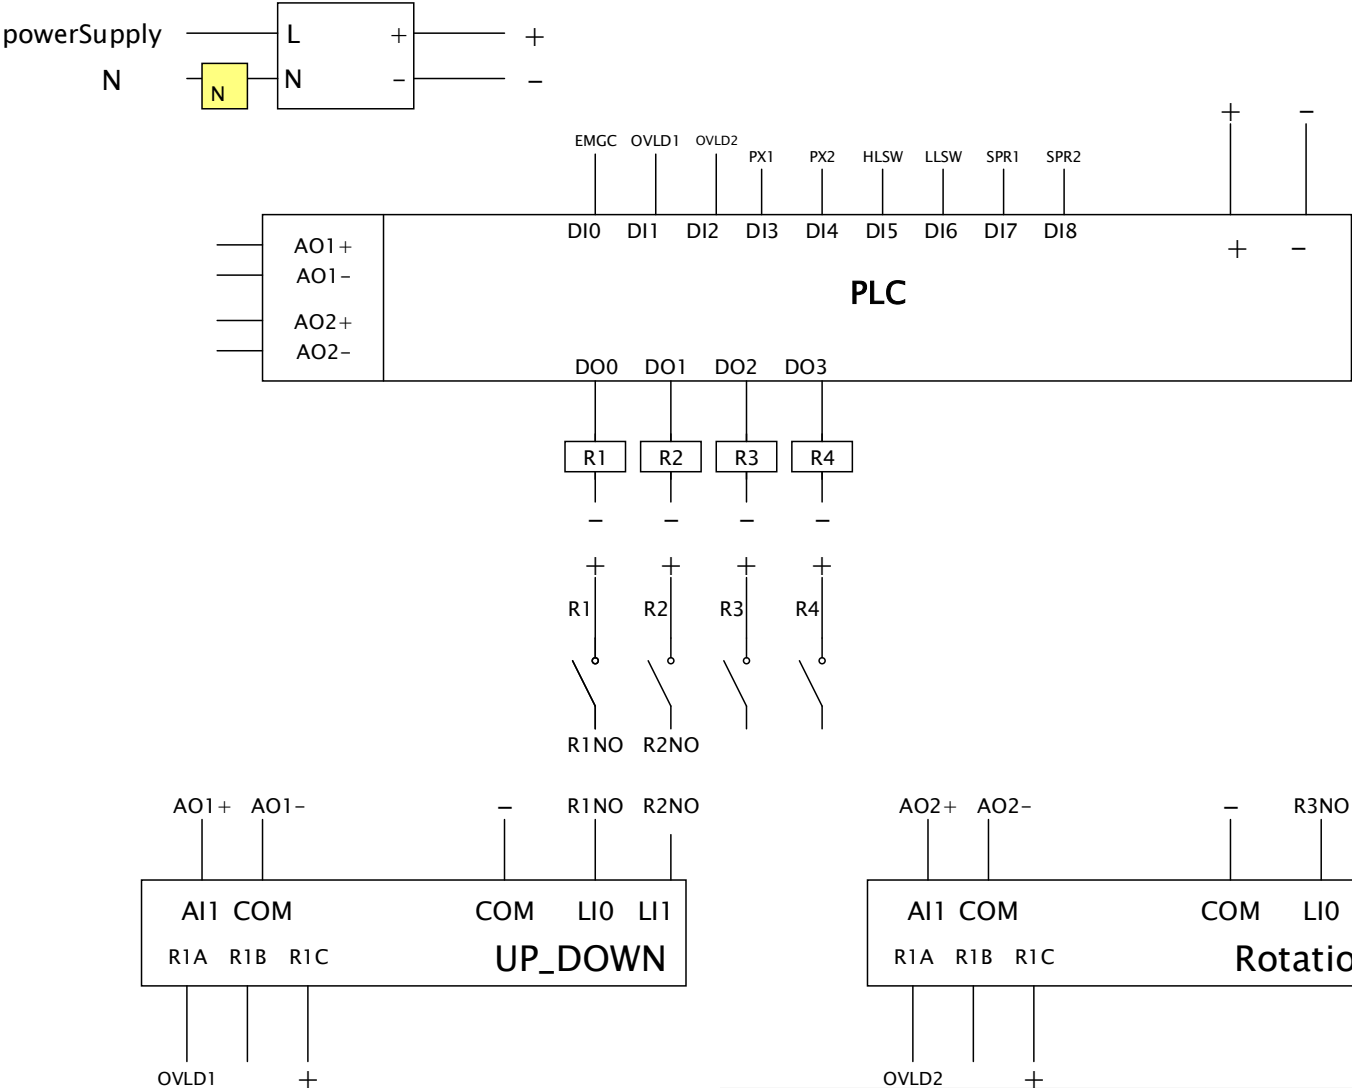 powerSupply L + +
N N N - -
+ -
EMGC OVLD1 OVLD2 PX1 PX2 HLSW LLSW SPR1 SPR2
DI0 DI1 DI2 DI3 DI4 DI5 DI6 DI7 DI8
AO1+ + -
AO1-
PLC
AO2+
AO2-
DO0 DO1 DO2 DO3
R1 R2 R3 R4
- - - -
+ + + +
R1 R2 R3 R4
R1NO R2NO
AO1+ AO1- - R1NO R2NO AO2+ AO2- - R3NO
AI1 COM COM LI0 LI1 AI1 COM COM LI0
R1A R1B R1C UP_DOWN R1A R1B R1C Rotatio
OVLD1 + OVLD2 +